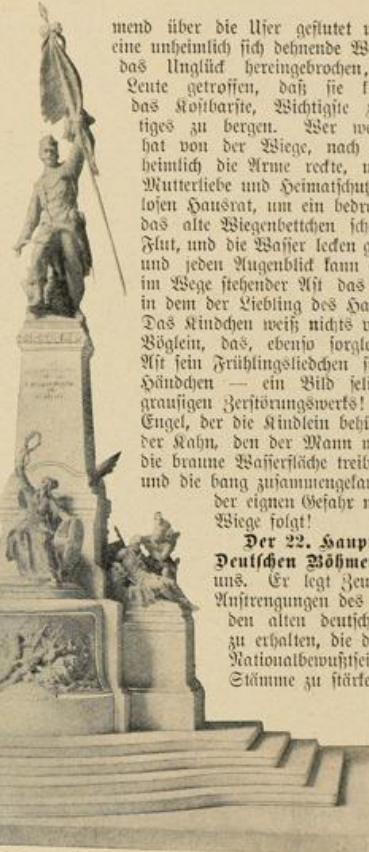 mend über die Ufer geflutet u
eine unheimlich sich dehnende W
das Unglück hereingebrochen,
Leute getroffen, daß sie k
das Kostbarste, Wichtigste
tiges zu bergen. Wer we
hat von der Wiege, nach
heimlich die Arme reckte, u
Mutterliebe und Heimatschutz
losen Hausrat, um ein bedr
das alte Wiegenbettchen sch
Flut, und die Wasser lecken g
und jeden Augenblick kann
im Wege stehender Ast das
in dem der Liebling des Ha
Das Kindchen weiß nichts v
Vöglein, das, ebenso sorgl
Ast sein Frühlingsliedchen s
Händchen — ein Bild seli
grausigen Zerstörungswerks!
Engel, der die Kindlein behü
der Kahn, den der Mann m
die braune Wasserfläche treib
und die bang zusammengekau
der eignen Gefahr n
Wiege folgt!
Der 22. Haup
Deutschen Böhme
uns. Er legt Zeu
Anstrengungen des
den alten deutsch
zu erhalten, die d
Nationalbewußtsei
Stämme zu stärke